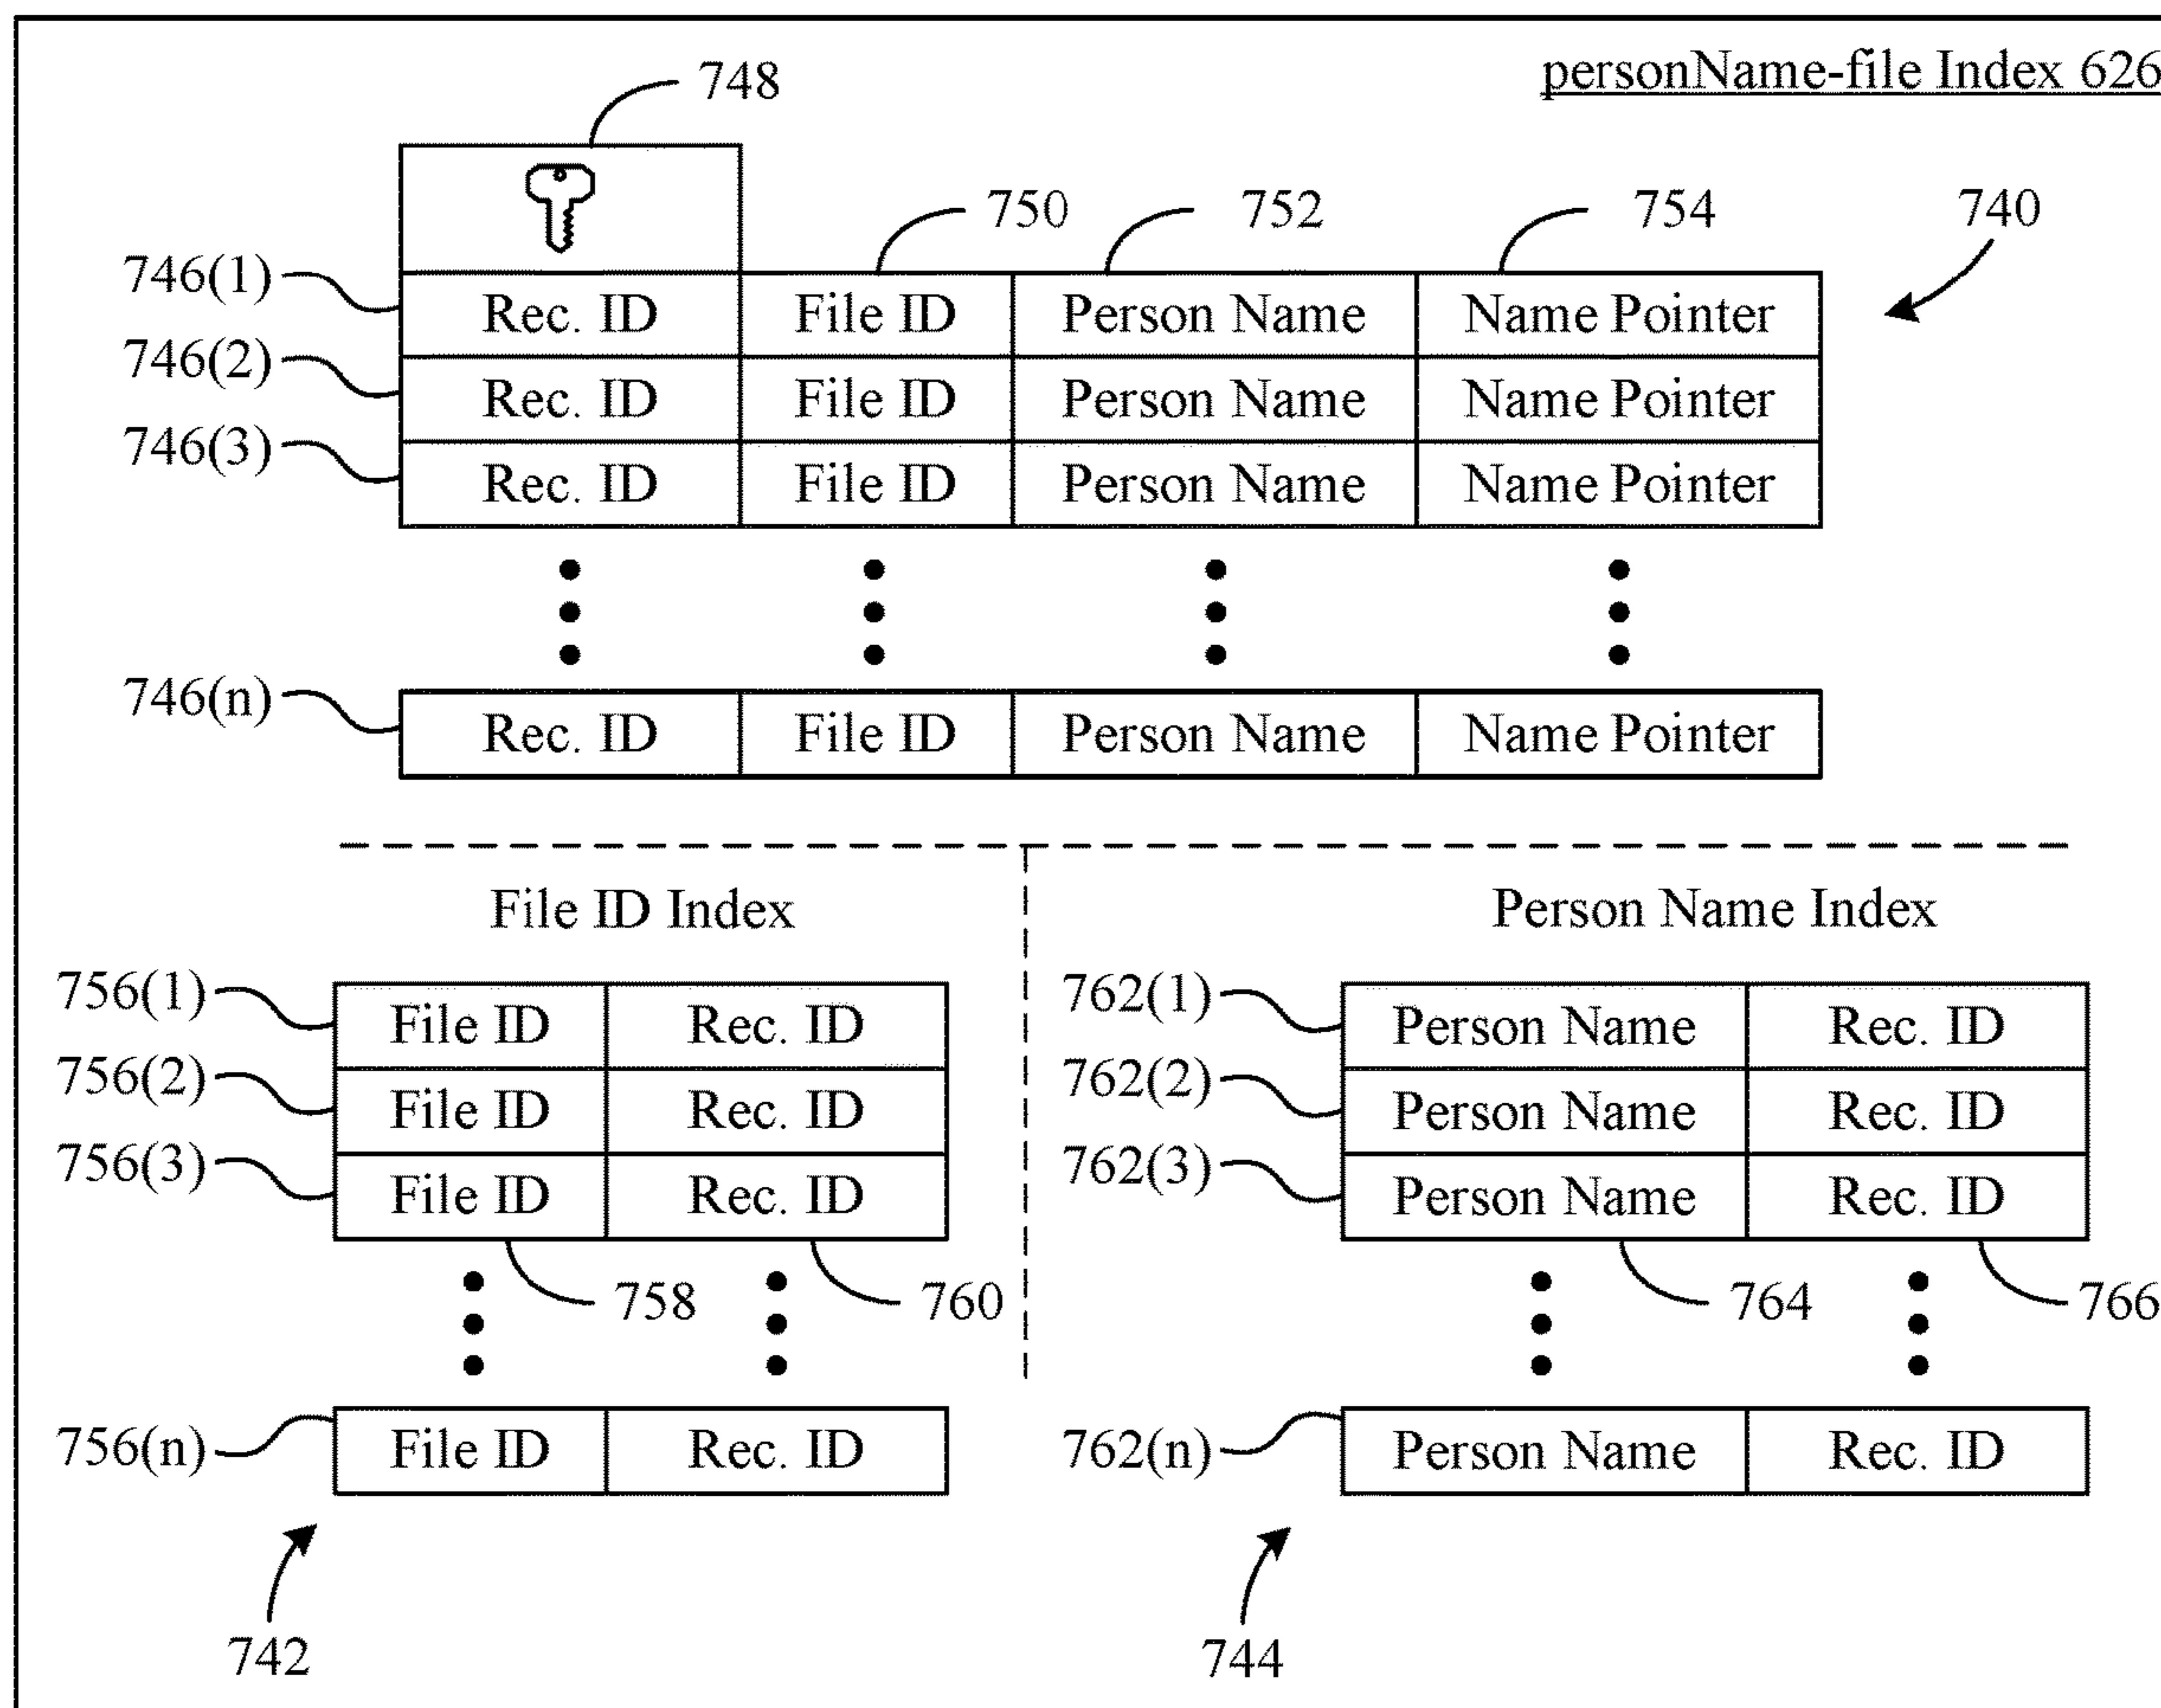 personName-file Index 626
748
750 752 754 740
746(1) Rec. ID File ID Person Name Name Pointer
746(2) Rec. ID File ID Person Name Name Pointer
746(3) Rec. ID File ID Person Name Name Pointer
746(n) Rec. ID File ID Person Name Name Pointer
File ID Index
756(1) File ID Rec. ID
756(2) File ID Rec. ID
756(3) File ID Rec. ID
758 760
756(n) File ID Rec. ID
742
Person Name Index
762(1) Person Name Rec. ID
762(2) Person Name Rec. ID
762(3) Person Name Rec. ID
764 766
762(n) Person Name Rec. ID
744